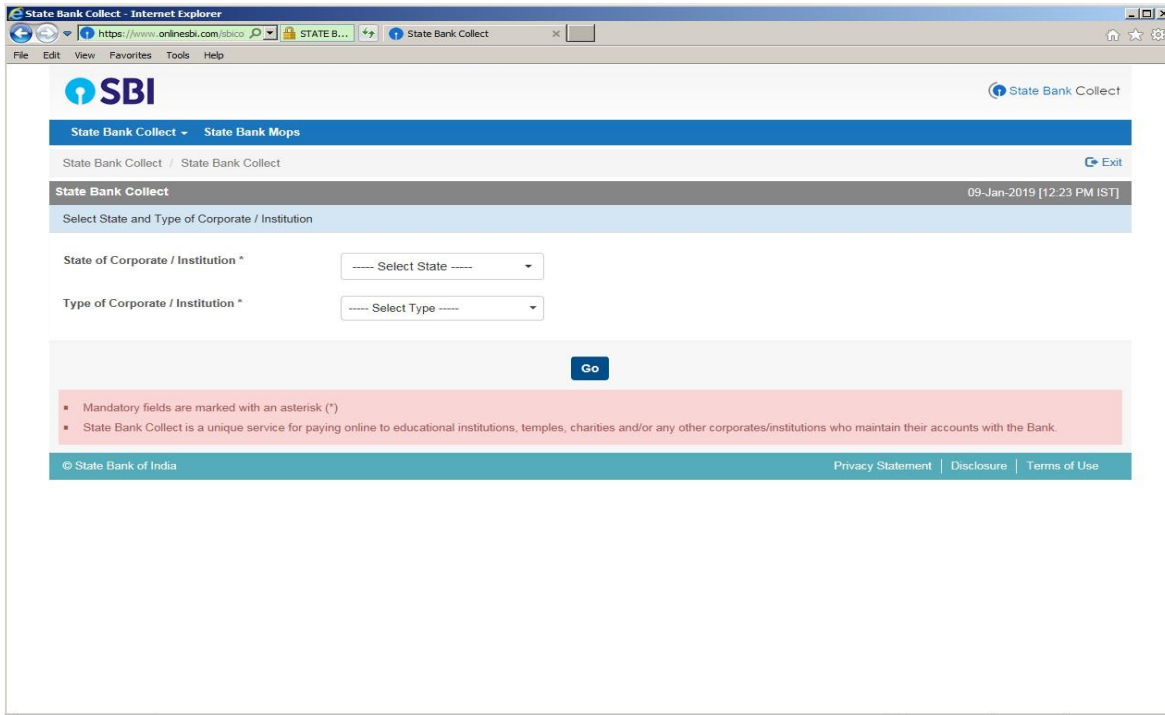 State Bank Collect - Internet Explorer
https://www.onlinesbi.com/sbico
STATE B...
State Bank Collect
File Edit View Favorites Tools Help
SBI
State Bank Collect
State Bank Collect State Bank Mops
State Bank Collect / State Bank Collect
Exit
State Bank Collect
09-Jan-2019 [12:23 PM IST]
Select State and Type of Corporate / Institution
State of Corporate / Institution *
----- Select State -----
Type of Corporate / Institution *
----- Select Type -----
Go
Mandatory fields are marked with an asterisk (*)
State Bank Collect is a unique service for paying online to educational institutions, temples, charities and/or any other corporates/institutions who maintain their accounts with the Bank.
© State Bank of India
Privacy Statement | Disclosure | Terms of Use